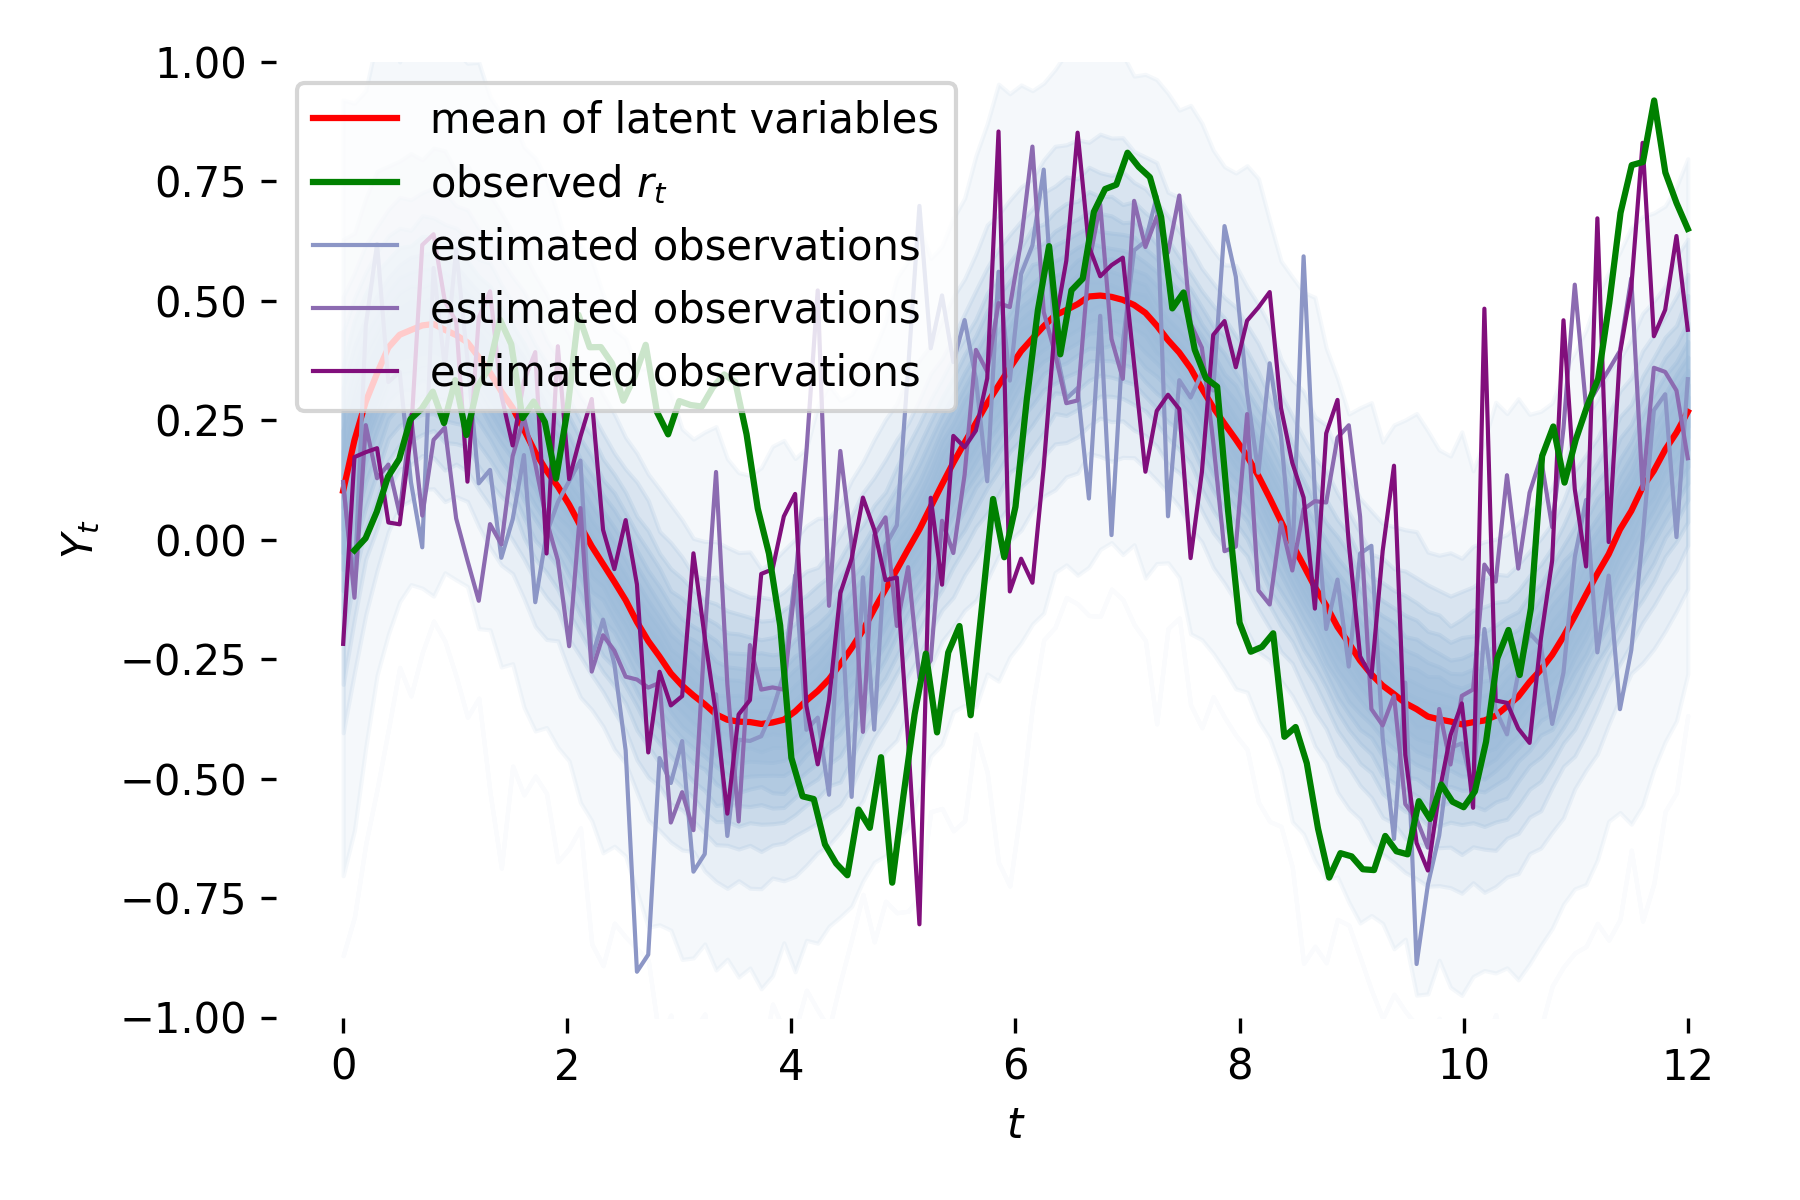 1.00
0.75
0.50
0.25
0.00
−0.25
−0.50
−0.75
−1.00
Y_t
mean of latent variables
observed r_t
estimated observations
estimated observations
estimated observations
0 2 4 6 8 10 12
t